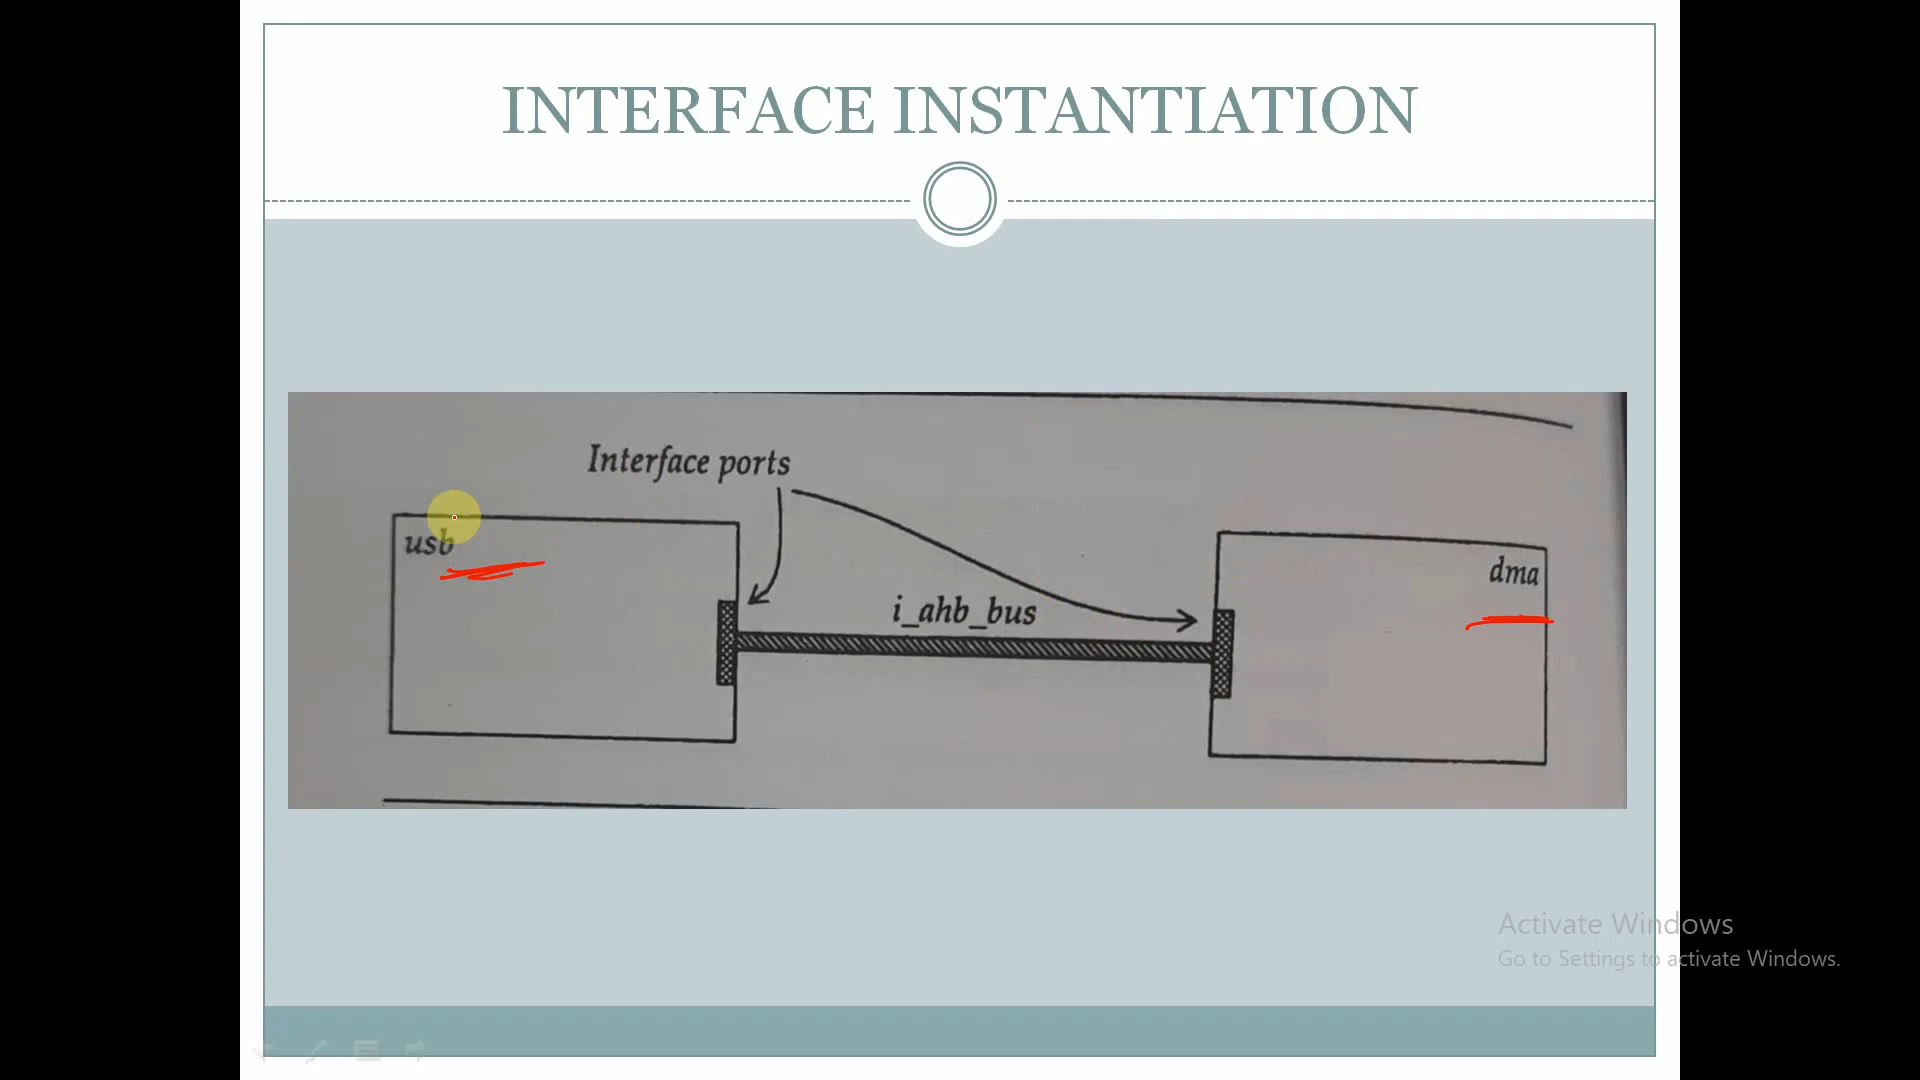 INTERFACE INSTANTIATION
Interface ports
usb
i_ahb_bus
dma
Activate Windows
Go to Settings to activate Windows.